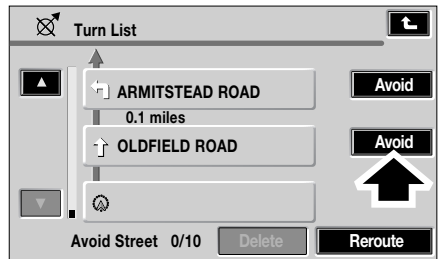 Turn List
ARMITSTEAD ROAD
Avoid
0.1 miles
OLDFIELD ROAD
Avoid
Avoid Street 0/10
Delete
Reroute